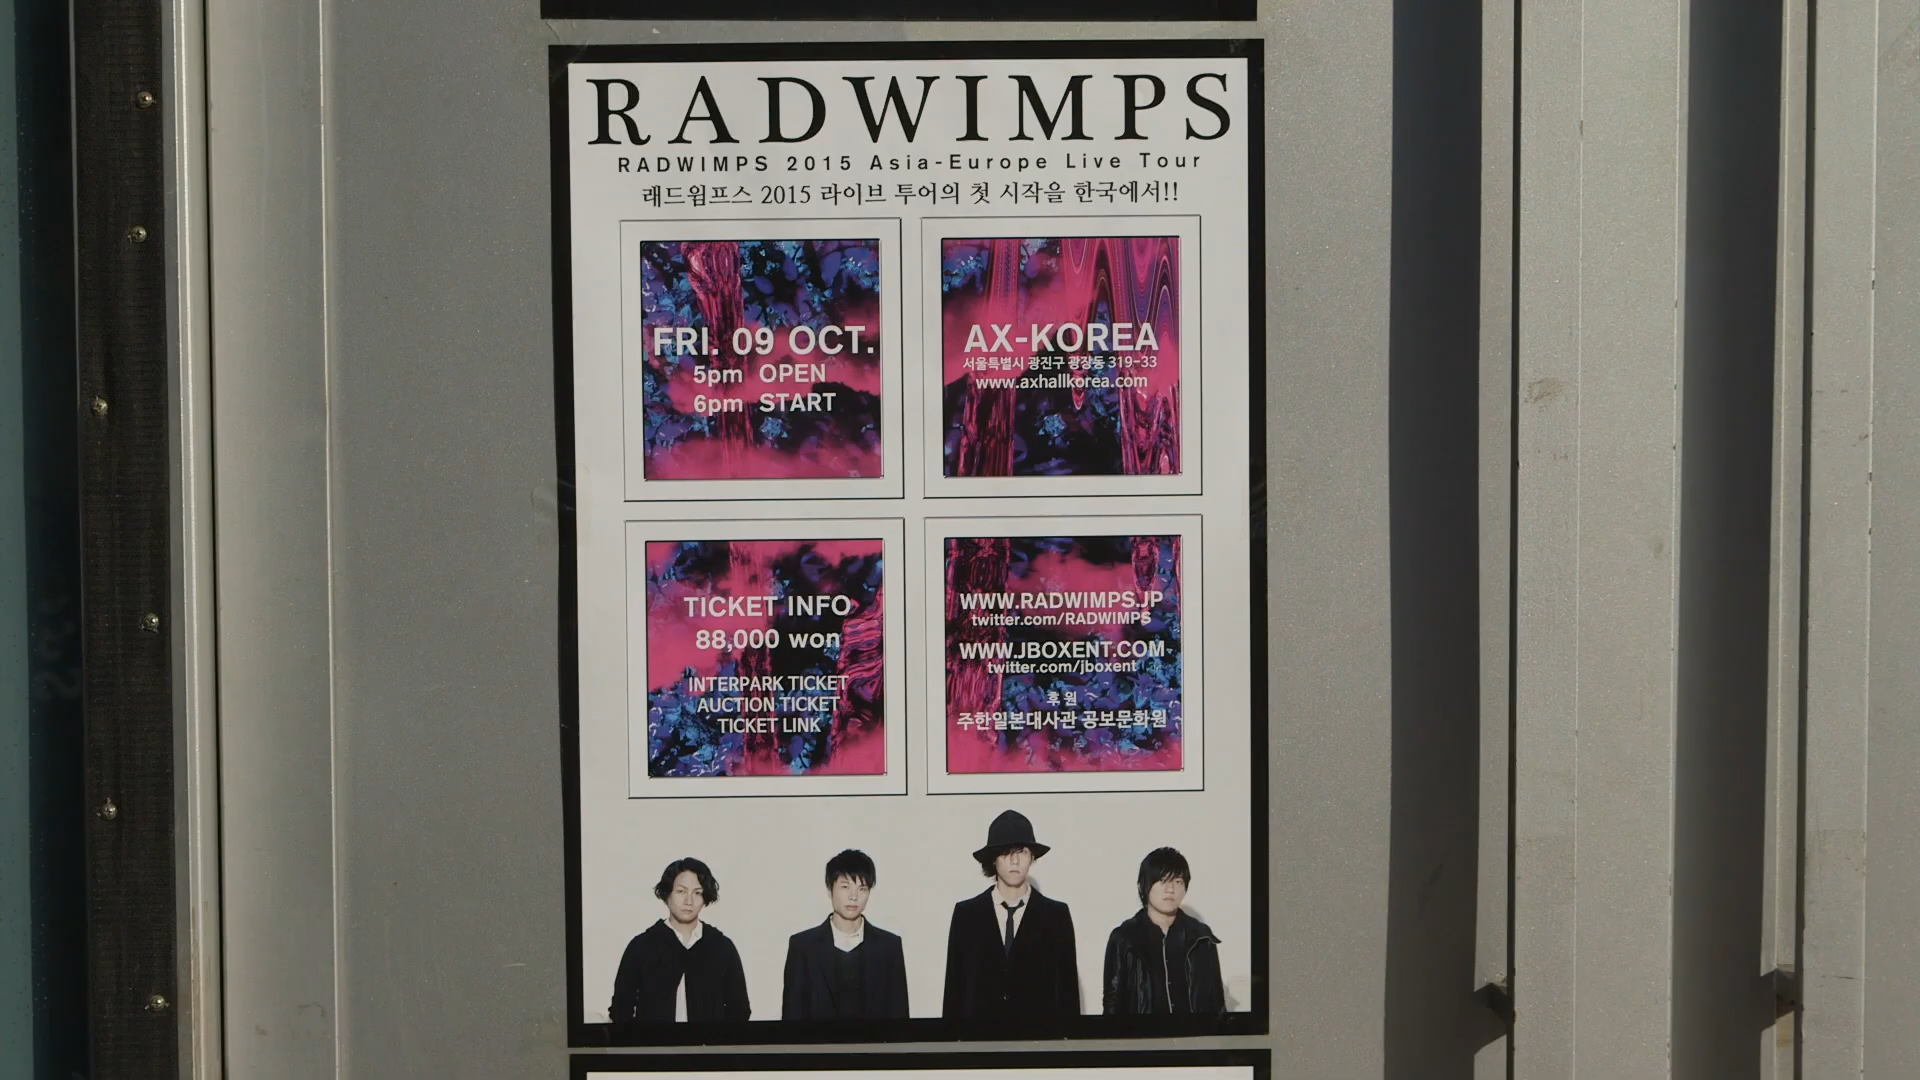 RADWIMPS
RADWIMPS 2015 Asia-Europe Live Tour
래드윔프스 2015 라이브 투어의 첫 시작을 한국에서!!
FRI. 09 OCT.
5pm OPEN
6pm START
AX-KOREA
서울특별시 광진구 광장동 319-33
www.axhallkorea.com
TICKET INFO
88,000 won
INTERPARK TICKET
AUCTION TICKET
TICKET LINK
WWW.RADWIMPS.JP
twitter.com/RADWIMPS
WWW.JBOXENT.COM
twitter.com/jboxent
후 원
주한일본대사관 공보문화원